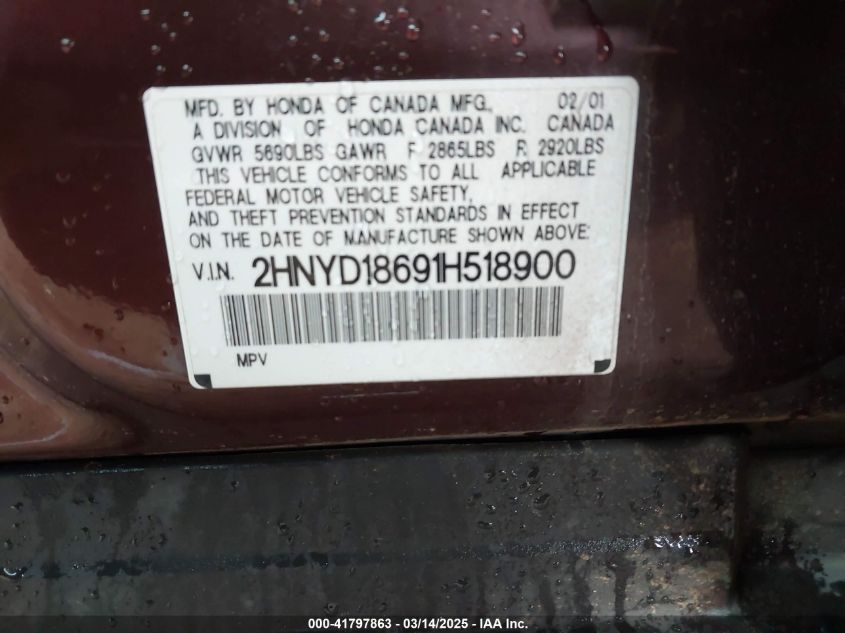 MFD. BY HONDA OF CANADA MFG., 02/01
A DIVISION OF HONDA CANADA INC. CANADA
GVWR 5690LBS GAWR F 2865LBS R 2920LBS
THIS VEHICLE CONFORMS TO ALL APPLICABLE
FEDERAL MOTOR VEHICLE SAFETY,
AND THEFT PREVENTION STANDARDS IN EFFECT
ON THE DATE OF MANUFACTURE SHOWN ABOVE:
V.I.N. 2HNYD18691H518900
MPV
000-41797863 - 03/14/2025 - IAA, Inc.